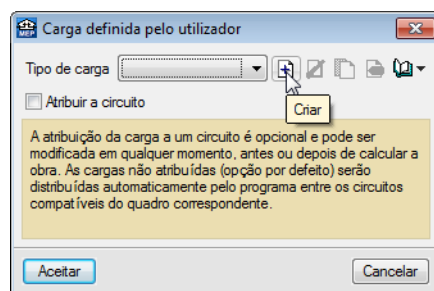 MEP
Carga definida pelo utilizador
Tipo de carga
Criar
Atribuir a circuito
A atribuição da carga a um circuito é opcional e pode ser
modificada em qualquer momento, antes ou depois de calcular a
obra. As cargas não atribuídas (opção por defeito) serão
distribuídas automaticamente pelo programa entre os circuitos
compatíveis do quadro correspondente.
Aceitar
Cancelar